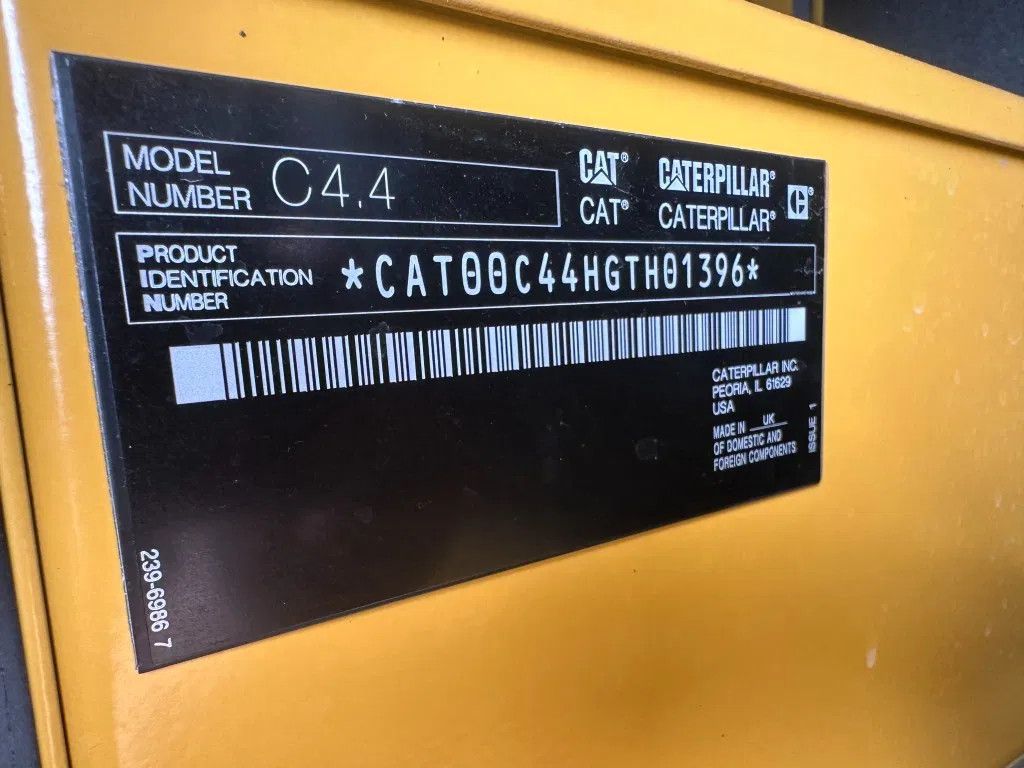 MODEL
NUMBER C4.4
CAT® CATERPILLAR®
CAT® CATERPILLAR®
PRODUCT
IDENTIFICATION
NUMBER
*CAT00C44HGTH01396*
CATERPILLAR INC.
PEORIA, IL 61629
USA
MADE IN UK
OF DOMESTIC AND
FOREIGN COMPONENTS
ISSUE 1
239-6986 7